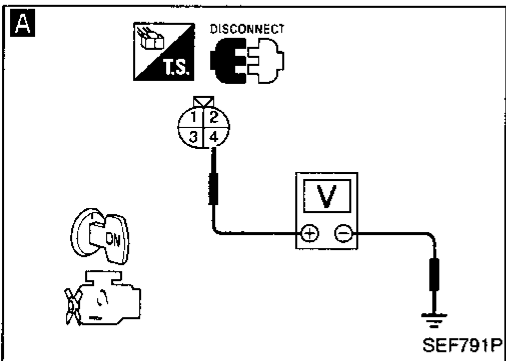 A
DISCONNECT
T.S.
1 2
3 4
V
⊕ ⊖
ON
SEF791P